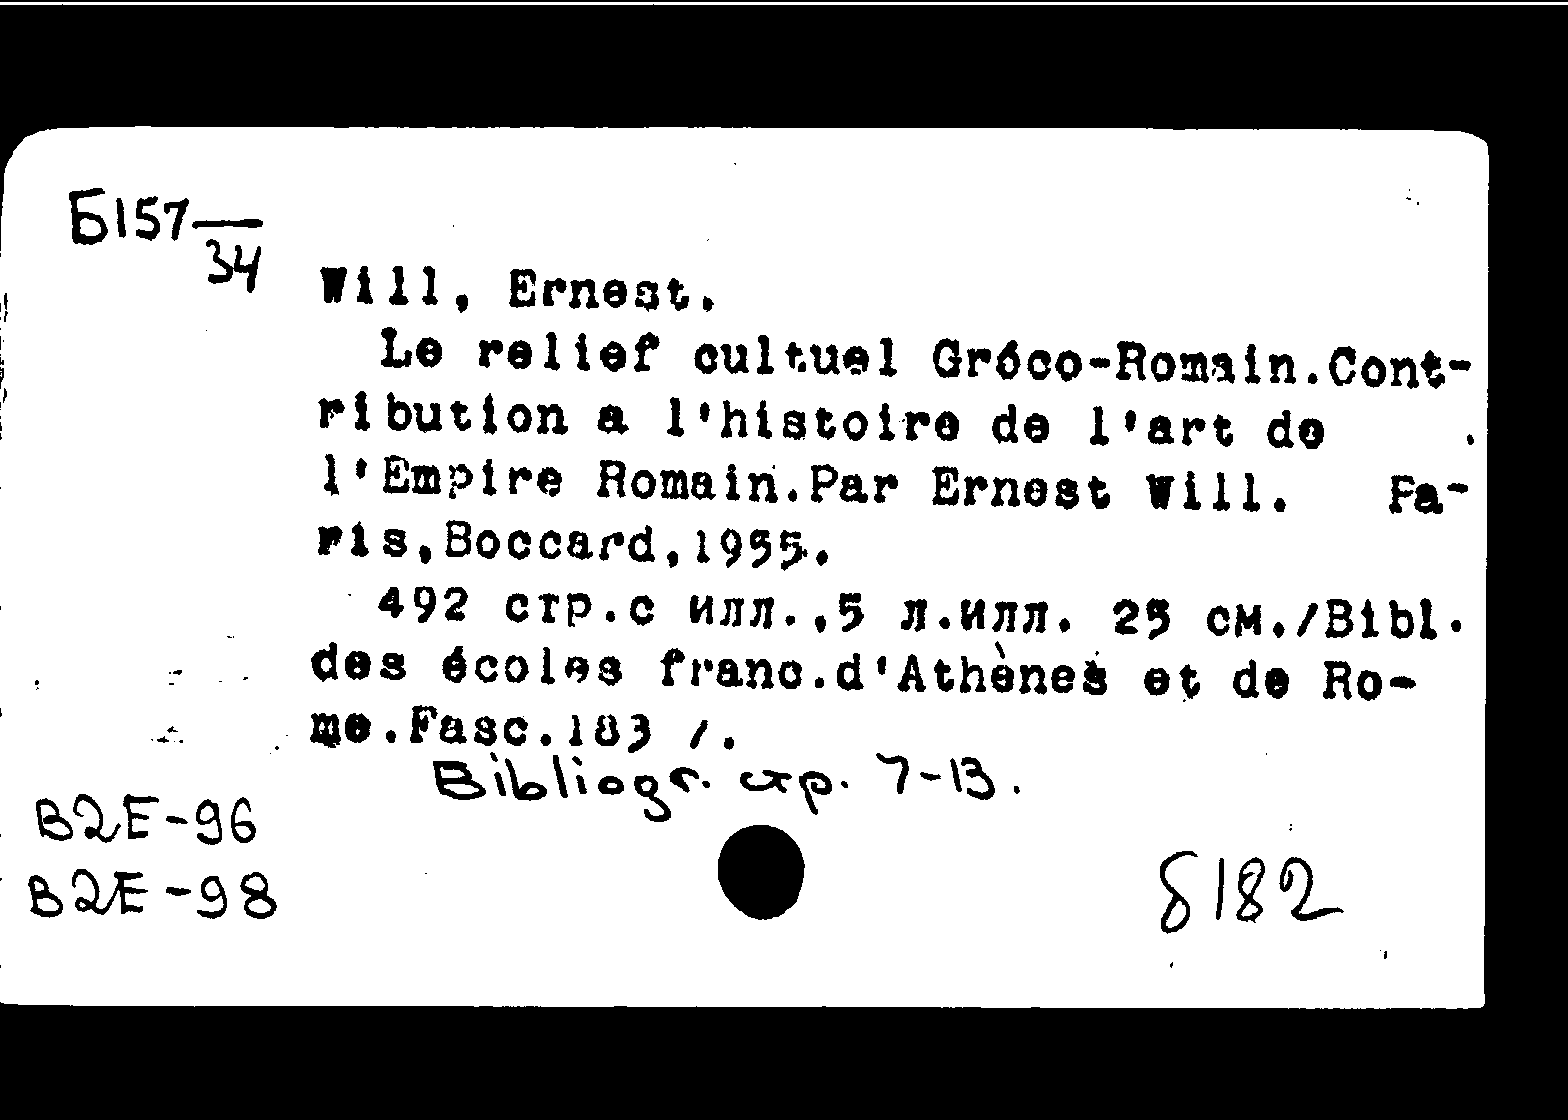 Б157—
34
Will, Ernest.
Le relief cultuel Gréco-Romain.Cont-
ribution a l'histoire de l'art de
l'Empire Romain.Par Ernest Will. Pa-
ris,Boccard,1955.
492 стр.с илл.,5 л.илл. 25 см./Bibl.
des écoles franc.d'Athènes et de Ro-
me.Fasc.183 /.
Bibliogr. стр. 7-13.
B2E-96
B2E-98
δ182